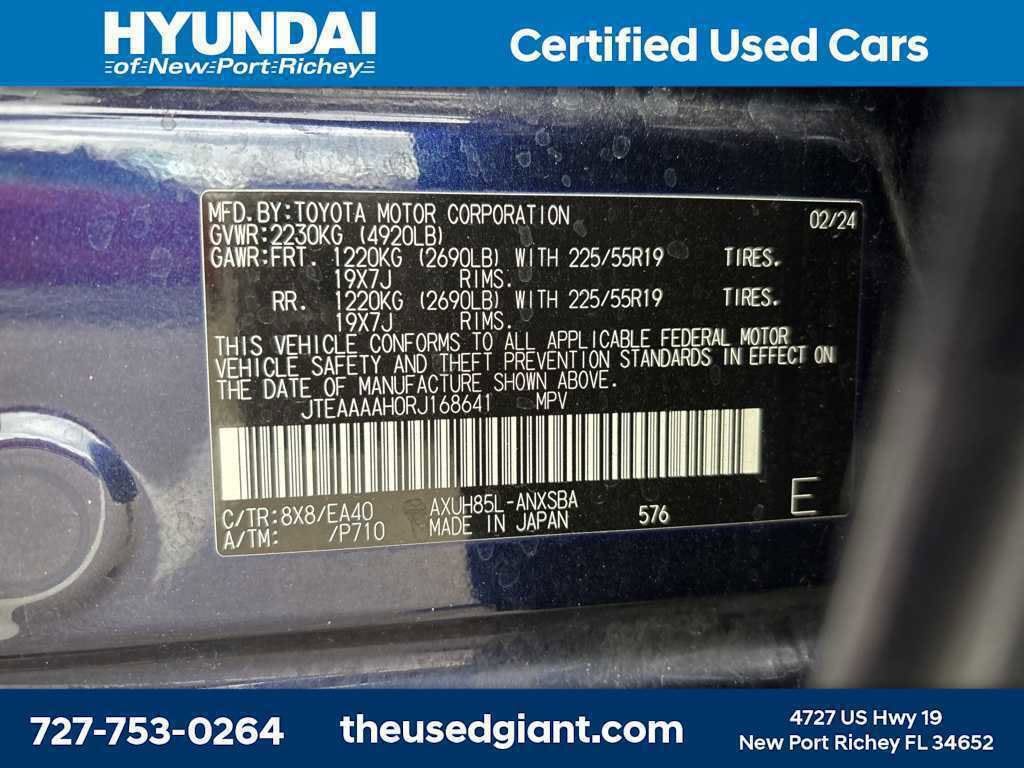 HYUNDAI
of New Port Richey
Certified Used Cars
MFD.BY:TOYOTA MOTOR CORPORATION 02/24
GVWR:2230KG (4920LB)
GAWR:FRT. 1220KG (2690LB) WITH 225/55R19 TIRES.
19X7J RIMS.
RR. 1220KG (2690LB) WITH 225/55R19 TIRES.
19X7J RIMS.
THIS VEHICLE CONFORMS TO ALL APPLICABLE FEDERAL MOTOR
VEHICLE SAFETY AND THEFT PREVENTION STANDARDS IN EFFECT ON
THE DATE OF MANUFACTURE SHOWN ABOVE.
JTEAAAAH0RJ168641 MPV
C/TR:8X8/EA40 AXUH85L-ANXSBA
A/TM: /P710 MADE IN JAPAN 576 E
727-753-0264
theusedgiant.com
4727 US Hwy 19
New Port Richey FL 34652